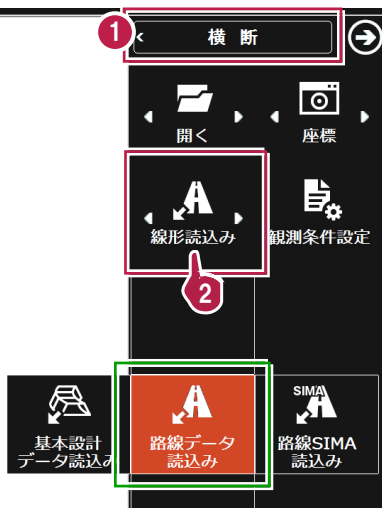 1
横 断
開く
座標
線形読込み
観測条件設定
2
基本設計
データ読込み
路線データ
読込み
SIMA
路線SIMA
読込み